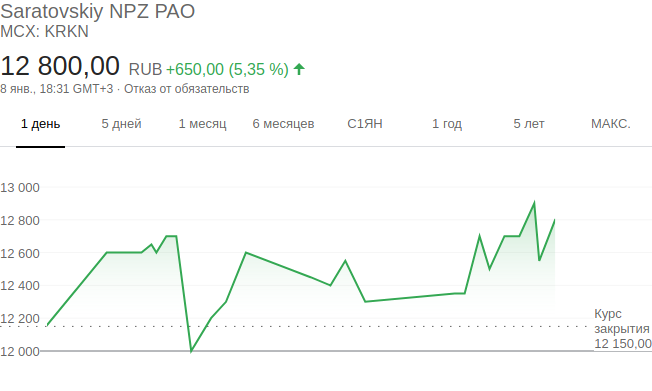 Saratovskiy NPZ PAO
MCX: KRKN
12 800,00 RUB +650,00 (5,35 %) ↑
8 янв., 18:31 GMT+3 · Отказ от обязательств
1 день 5 дней 1 месяц 6 месяцев С1ЯН 1 год 5 лет МАКС.
13 000
12 800
12 600
12 400
12 200
12 000
Курс
закрытия
12 150,00